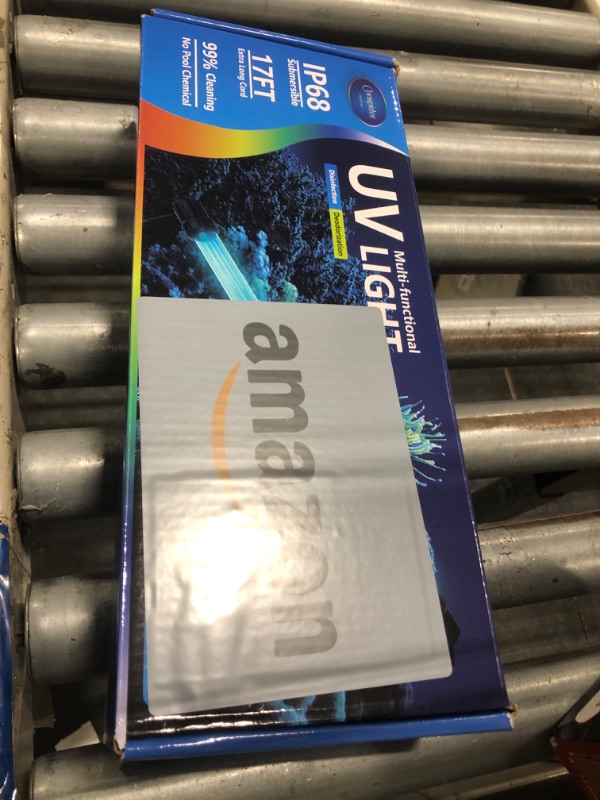 IP68
Submersible
17FT
Extra Long Cord
99% Cleaning
No Pool Chemical
Multi-functional
UV LIGHT
Disinfection
Deodorization
amazon